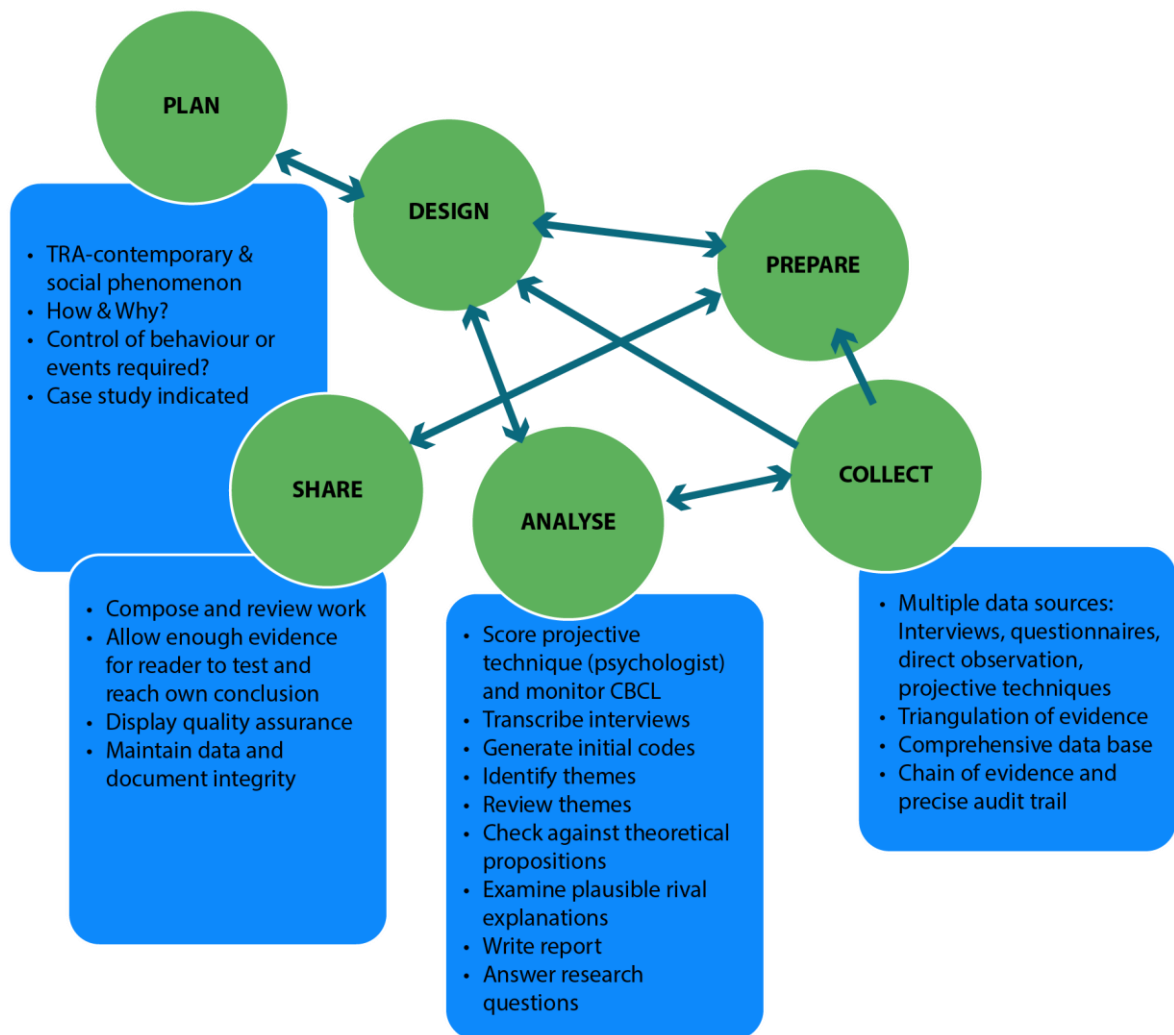 PLAN
DESIGN
PREPARE
• TRA-contemporary &
social phenomenon
• How & Why?
• Control of behaviour or
events required?
• Case study indicated
SHARE
ANALYSE
COLLECT
• Compose and review work
• Allow enough evidence
for reader to test and
reach own conclusion
• Display quality assurance
• Maintain data and
document integrity
• Score projective
technique (psychologist)
and monitor CBCL
• Transcribe interviews
• Generate initial codes
• Identify themes
• Review themes
• Check against theoretical
propositions
• Examine plausible rival
explanations
• Write report
• Answer research
questions
• Multiple data sources:
Interviews, questionnaires,
direct observation,
projective techniques
• Triangulation of evidence
• Comprehensive data base
• Chain of evidence and
precise audit trail